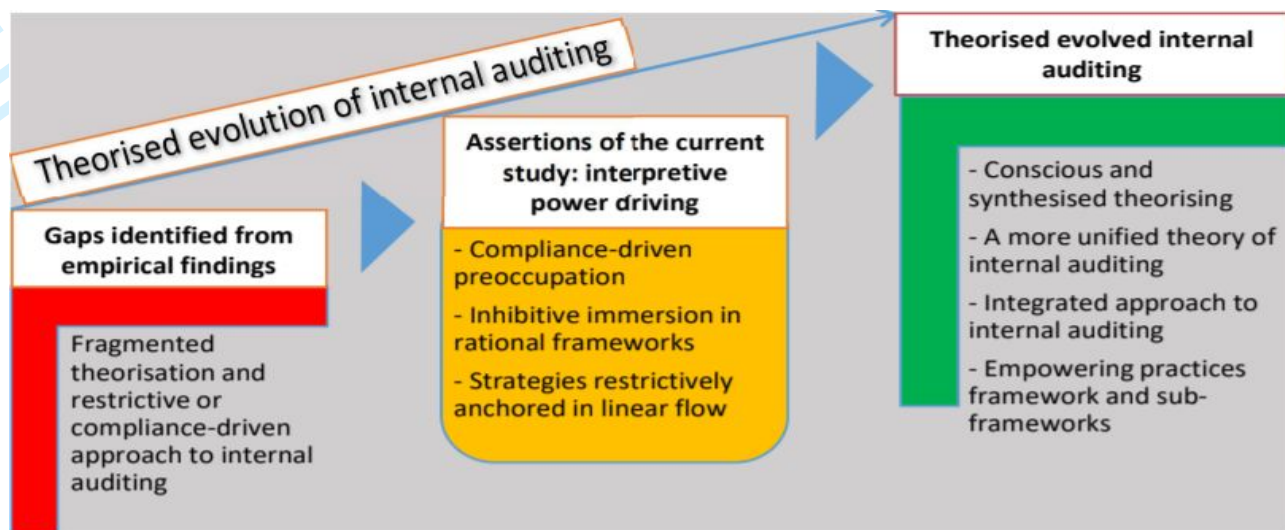 Theorised evolution of internal auditing
Gaps identified from
empirical findings
Fragmented
theorisation and
restrictive or
compliance-driven
approach to internal
auditing
Assertions of the current
study: interpretive
power driving
- Compliance-driven
preoccupation
- Inhibitive immersion in
rational frameworks
- Strategies restrictively
anchored in linear flow
Theorised evolved internal
auditing
- Conscious and
synthesised theorising
- A more unified theory of
internal auditing
- Integrated approach to
internal auditing
- Empowering practices
framework and sub-
frameworks